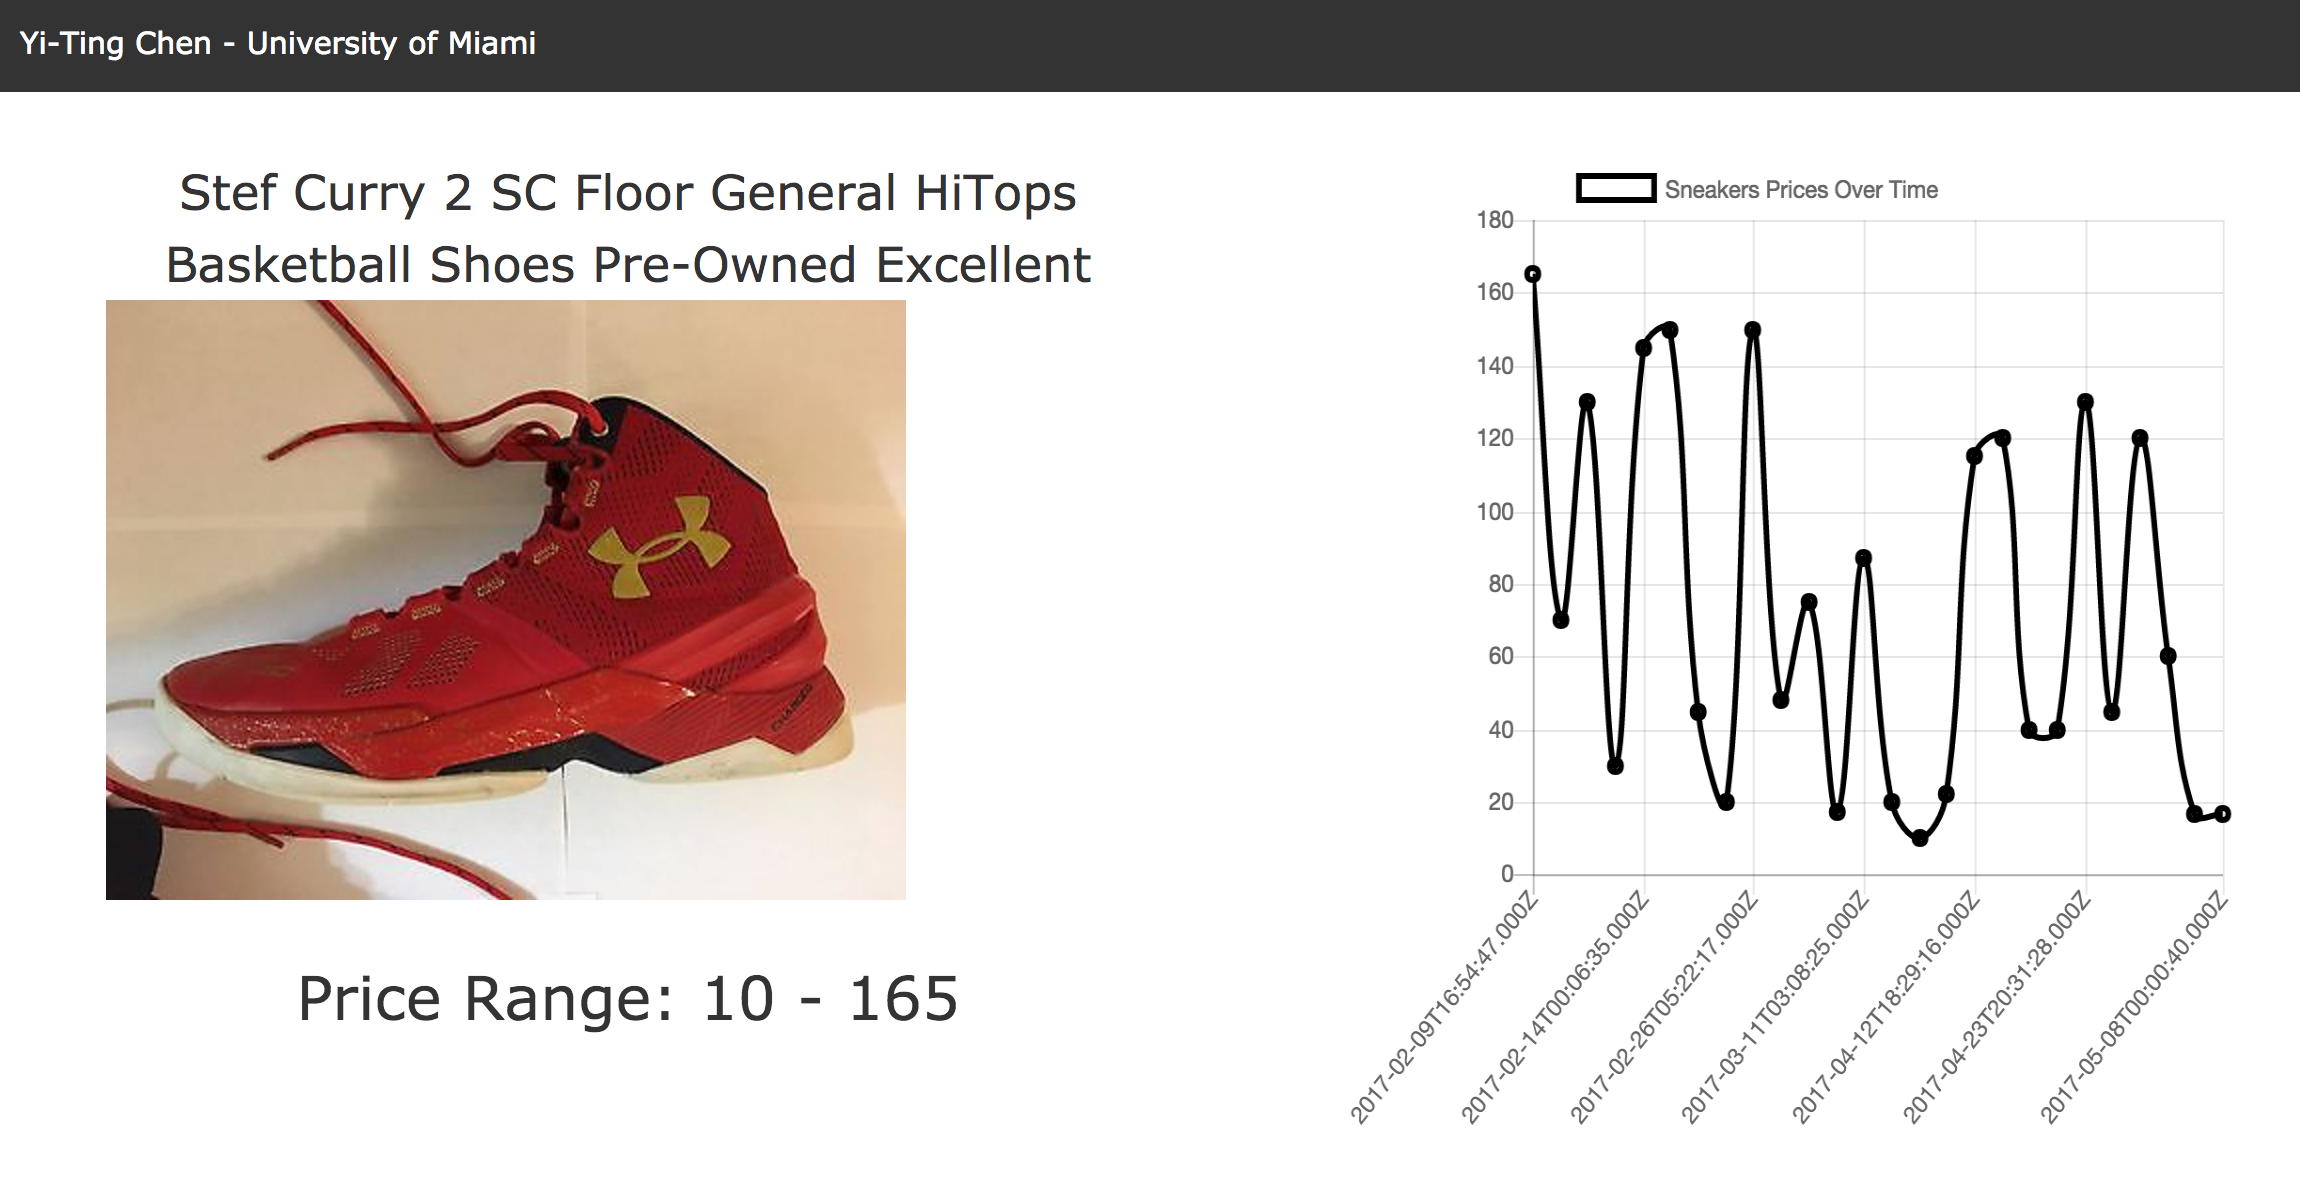 Yi-Ting Chen - University of Miami
Stef Curry 2 SC Floor General HiTops
Basketball Shoes Pre-Owned Excellent
CHARGED
Price Range: 10 - 165
Sneakers Prices Over Time
180
160
140
120
100
80
60
40
20
0
2017-02-09T16:54:47.000Z
2017-02-14T00:06:35.000Z
2017-02-26T05:22:17.000Z
2017-03-11T03:08:25.000Z
2017-04-12T18:29:16.000Z
2017-04-23T20:31:28.000Z
2017-05-08T00:00:40.000Z